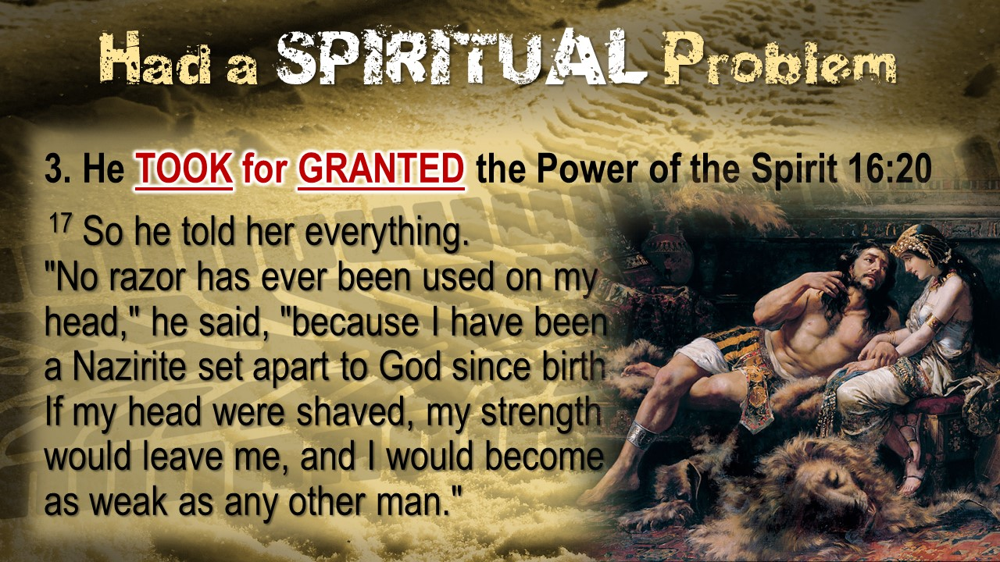 Had a SPIRITUAL Problem
3. He TOOK for GRANTED the Power of the Spirit 16:20
17 So he told her everything.
"No razor has ever been used on my
head," he said, "because I have been
a Nazirite set apart to God since birth
If my head were shaved, my strength
would leave me, and I would become
as weak as any other man."